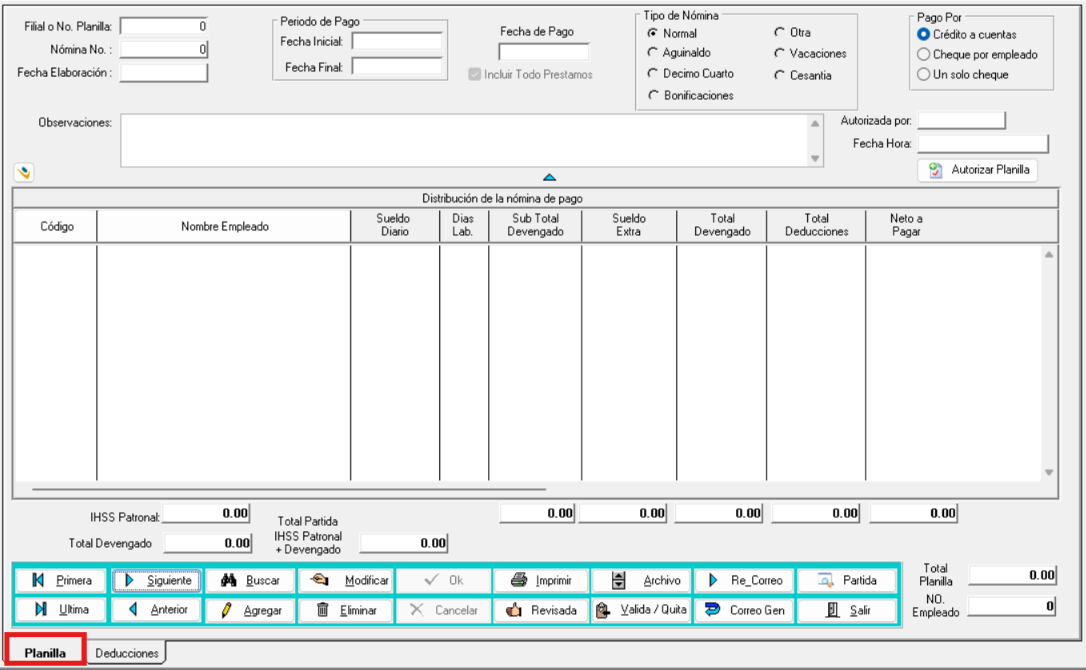 Filial o No. Planilla: 0
Nómina No. : 0
Fecha Elaboración :
Periodo de Pago
Fecha Inicial:
Fecha Final:
Fecha de Pago
Incluir Todo Prestamos
Tipo de Nómina
Normal
Otra
Aguinaldo
Vacaciones
Decimo Cuarto
Cesantia
Bonificaciones
Pago Por
Crédito a cuentas
Cheque por empleado
Un solo cheque
Observaciones:
Autorizada por:
Fecha Hora:
Autorizar Planilla
Distribución de la nómina de pago
Código
Nombre Empleado
Sueldo
Diario
Dias
Lab.
Sub Total
Devengado
Sueldo
Extra
Total
Devengado
Total
Deducciones
Neto a
Pagar
IHSS Patronal: 0.00
Total Devengado 0.00
Total Partida
IHSS Patronal
+ Devengado 0.00
0.00 0.00 0.00 0.00 0.00
Primera Siguiente Buscar Modificar Ok Imprimir Archivo Re_Correo Partida
Ultima Anterior Agregar Eliminar Cancelar Revisada Valida / Quita Correo Gen Salir
Total
Planilla 0.00
NO.
Empleado 0
Planilla Deducciones